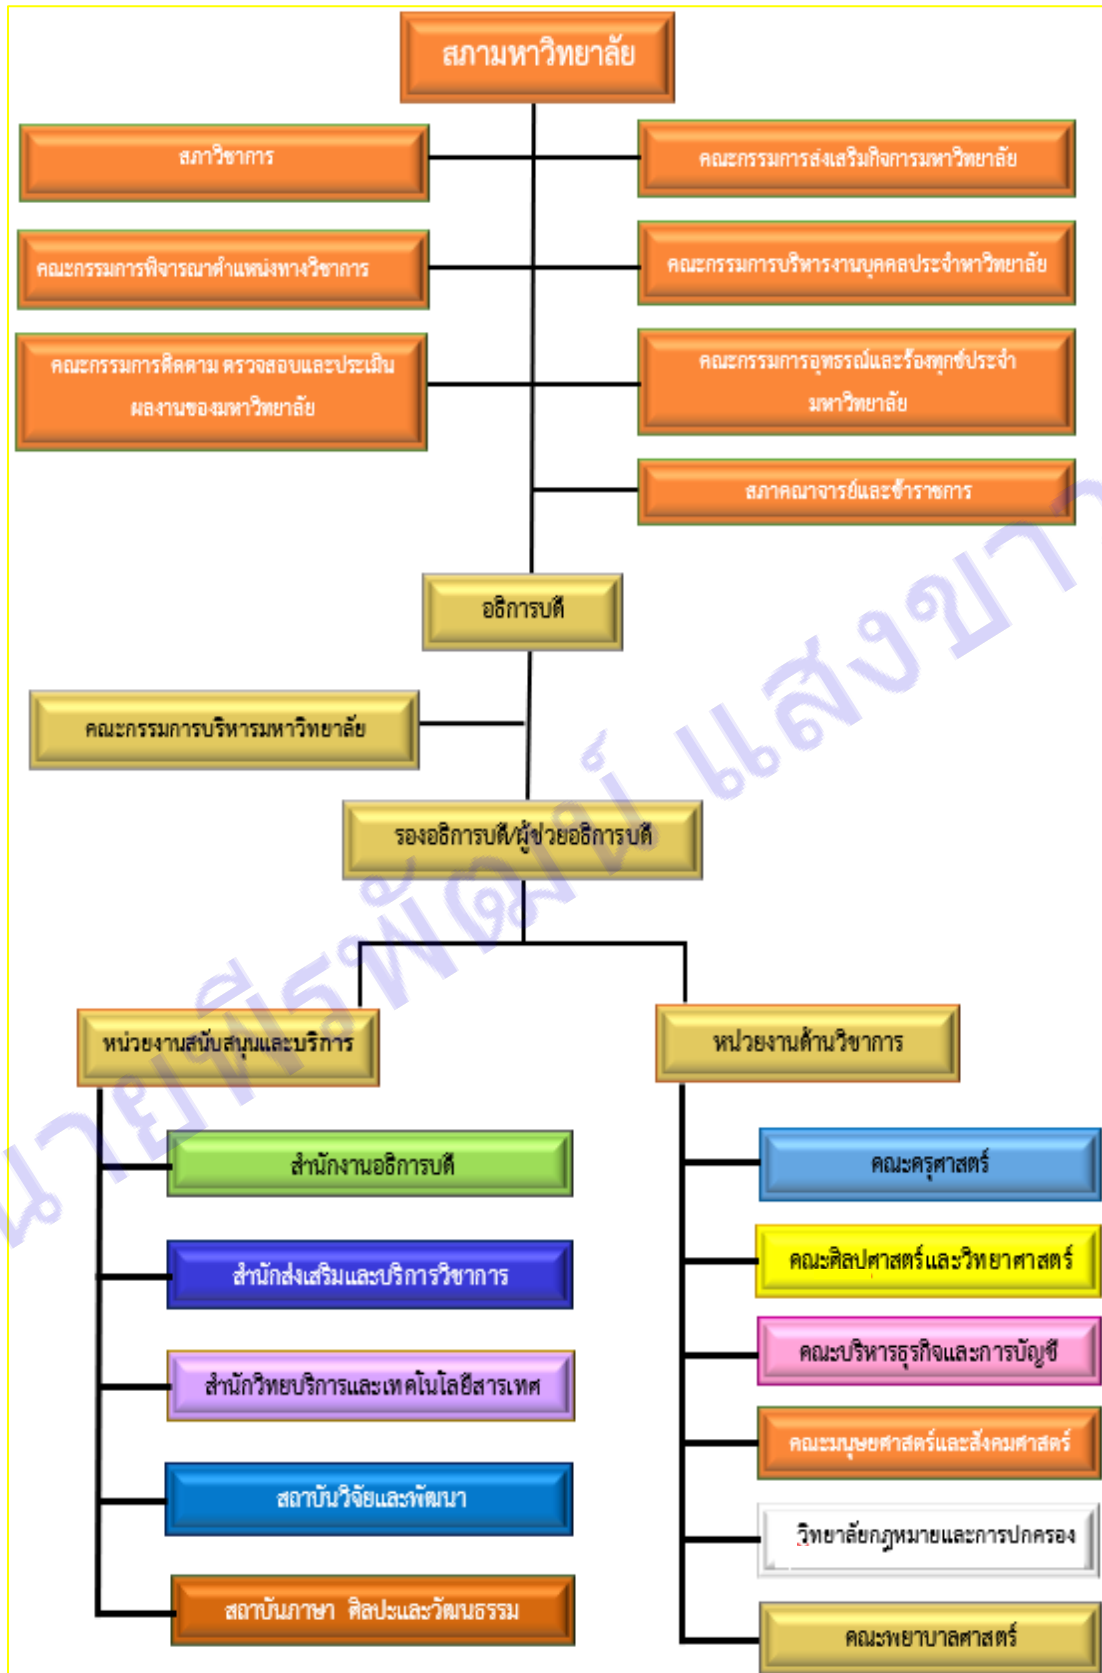 สภามหาวิทยาลัย
สภาวิชาการ
คณะกรรมการส่งเสริมกิจการมหาวิทยาลัย
คณะกรรมการพิจารณาตำแหน่งทางวิชาการ
คณะกรรมการบริหารงานบุคคลประจำหาวิทยาลัย
คณะกรรมการติดตาม ตรวจสอบและประเมิน
ผลงานของมหาวิทยาลัย
คณะกรรมการอุทธรณ์และร้องทุกข์ประจำ
มหาวิทยาลัย
สภาคณาจารย์และข้าราชการ
อธิการบดี
คณะกรรมการบริหารมหาวิทยาลัย
รองอธิการบดี/ผู้ช่วยอธิการบดี
หน่วยงานสนับสนุนและบริการ
หน่วยงานด้านวิชาการ
สำนักงานอธิการบดี
สำนักส่งเสริมและบริการวิชาการ
สำนักวิทยบริการและเทคโนโลยีสารเทศ
สถาบันวิจัยและพัฒนา
สถาบันภาษา ศิลปะและวัฒนธรรม
คณะครุศาสตร์
คณะศิลปศาสตร์และวิทยาศาสตร์
คณะบริหารธุรกิจและการบัญชี
คณะมนุษยศาสตร์และสังคมศาสตร์
วิทยาลัยกฎหมายและการปกครอง
คณะพยาบาลศาสตร์
นายพีรพัฒน์ แสงขาว